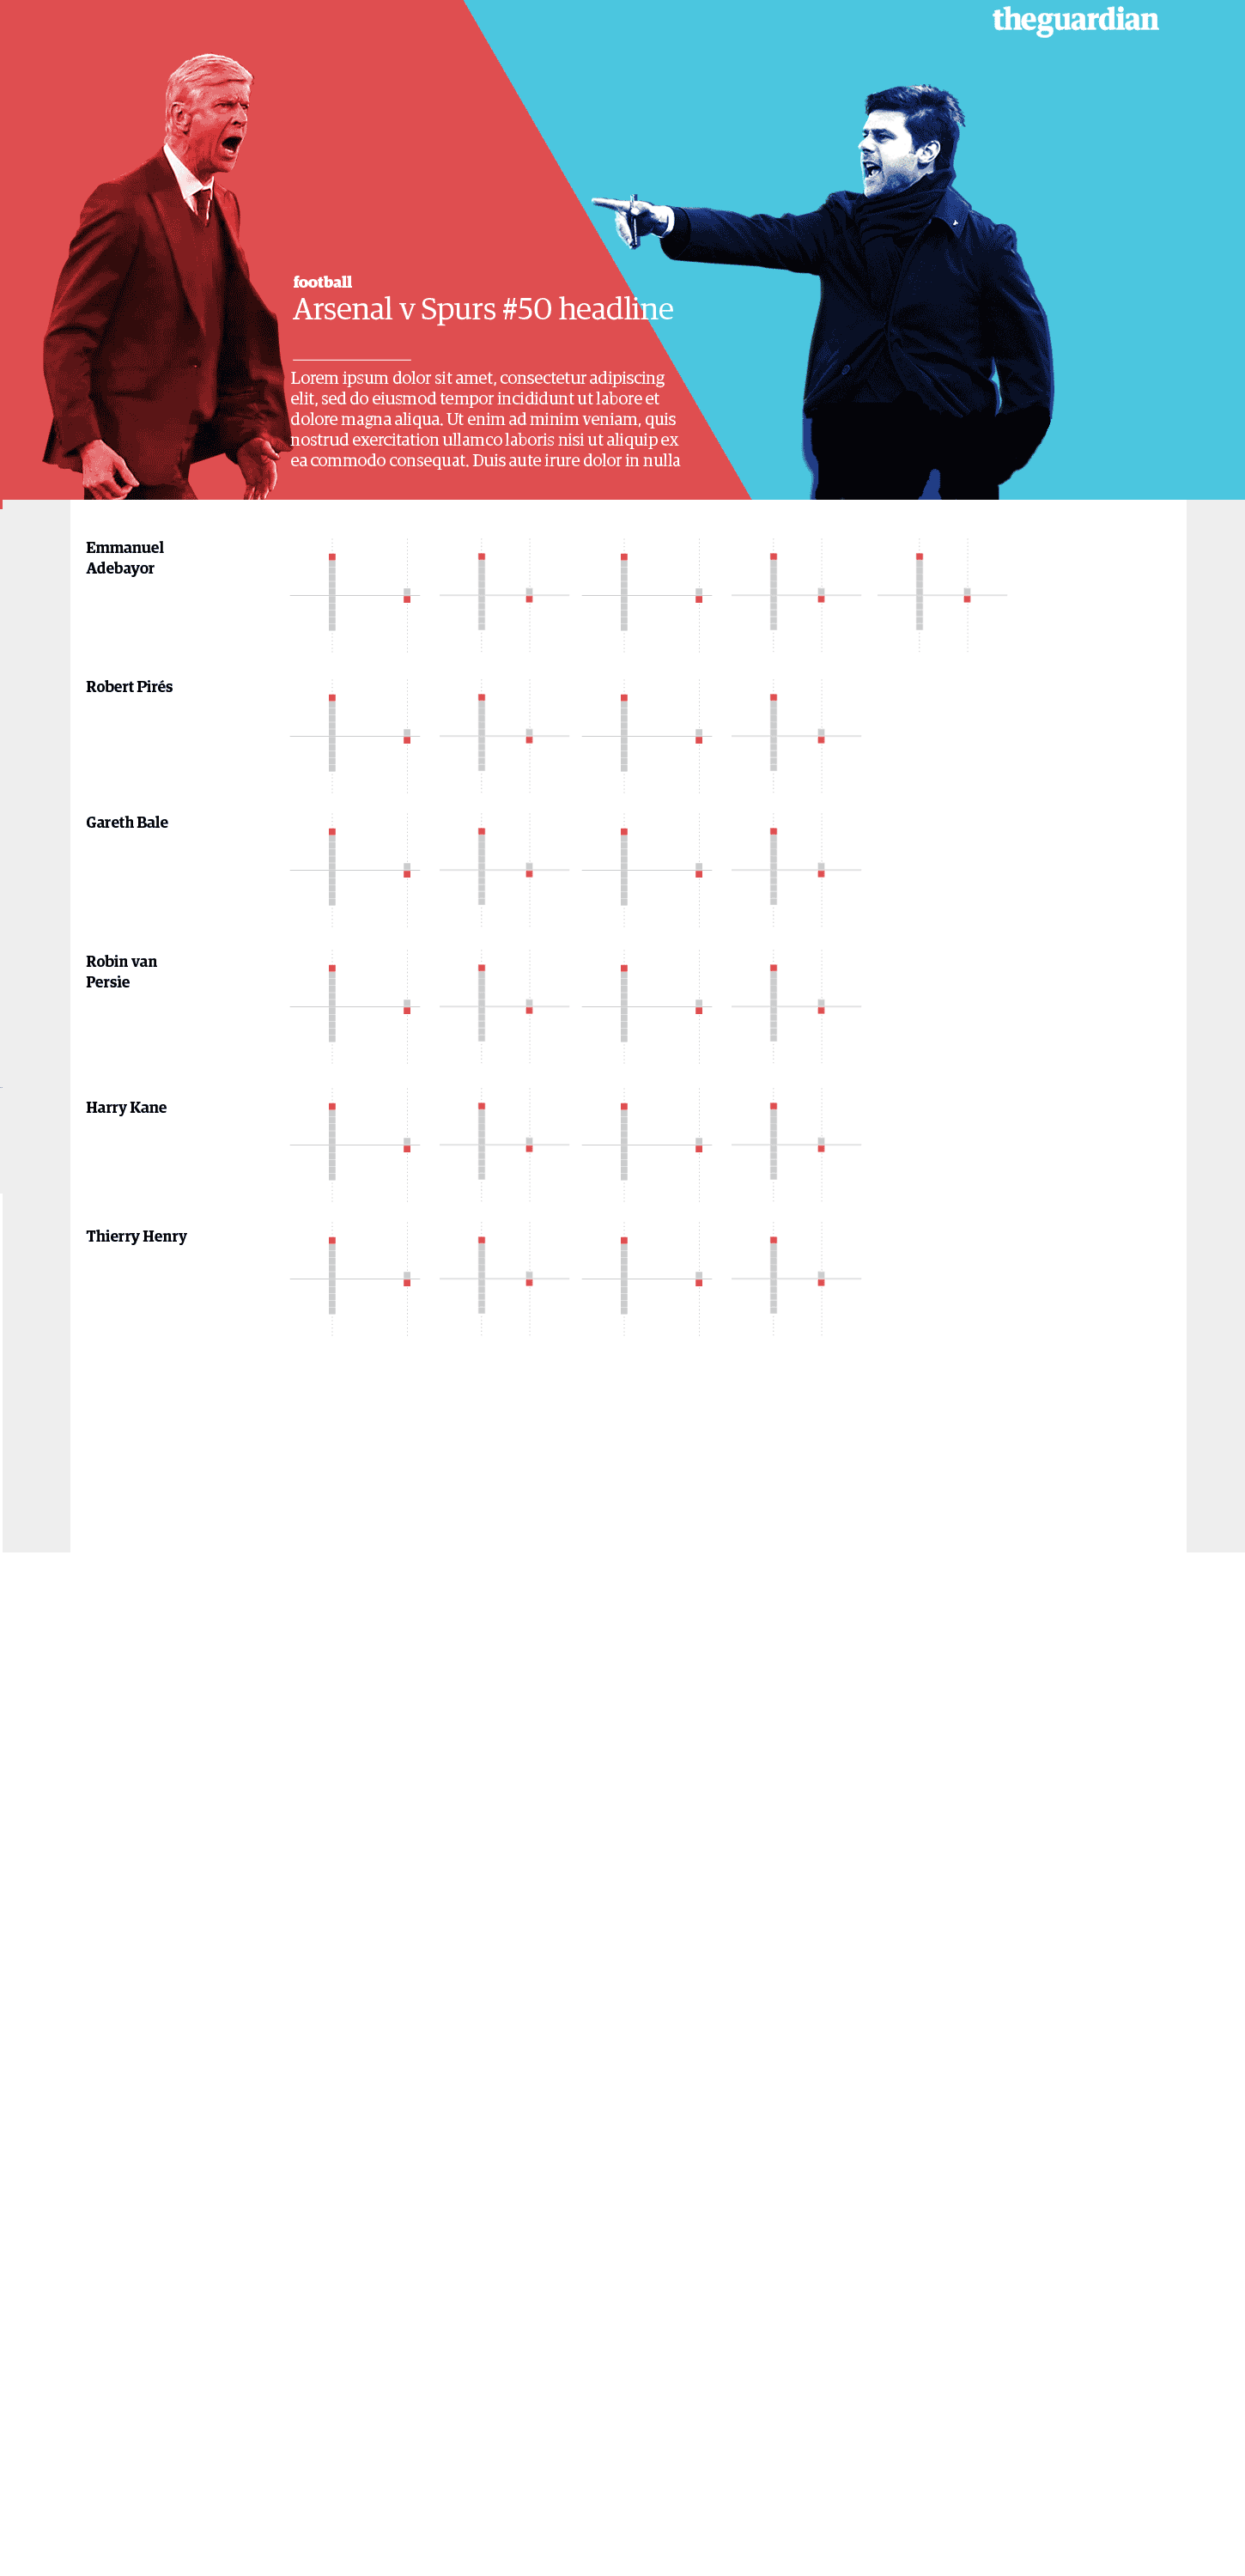 theguardian
football
Arsenal v Spurs #50 headline
Lorem ipsum dolor sit amet, consectetur adipiscing
elit, sed do eiusmod tempor incididunt ut labore et
dolore magna aliqua. Ut enim ad minim veniam, quis
nostrud exercitation ullamco laboris nisi ut aliquip ex
ea commodo consequat. Duis aute irure dolor in nulla
Emmanuel
Adebayor
Robert Pirés
Gareth Bale
Robin van
Persie
Harry Kane
Thierry Henry